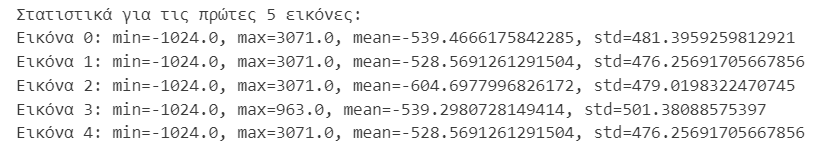 Στατιστικά για τις πρώτες 5 εικόνες:
Εικόνα 0: min=-1024.0, max=3071.0, mean=-539.4666175842285, std=481.3959259812921
Εικόνα 1: min=-1024.0, max=3071.0, mean=-528.5691261291504, std=476.25691705667856
Εικόνα 2: min=-1024.0, max=3071.0, mean=-604.6977996826172, std=479.0198322470745
Εικόνα 3: min=-1024.0, max=963.0, mean=-539.2980728149414, std=501.38088575397
Εικόνα 4: min=-1024.0, max=3071.0, mean=-528.5691261291504, std=476.25691705667856